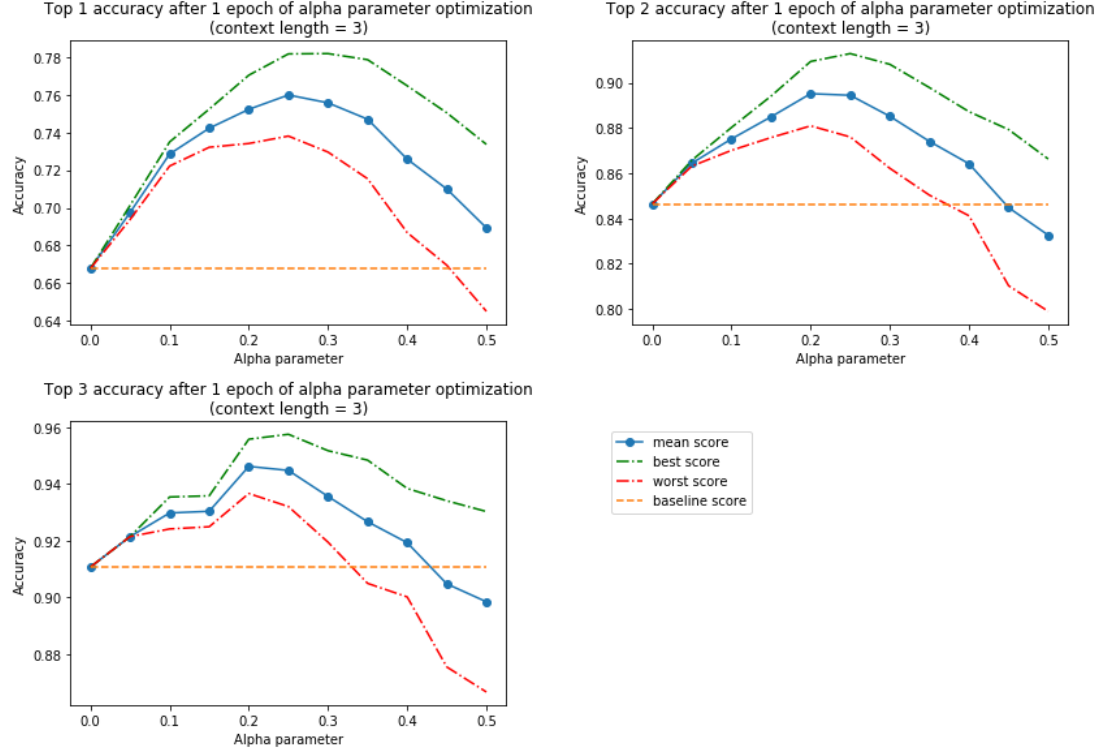 Top 1 accuracy after 1 epoch of alpha parameter optimization
(context length = 3)
0.78
0.76
0.74
0.72
0.70
0.68
0.66
0.64
Accuracy
0.0 0.1 0.2 0.3 0.4 0.5
Alpha parameter
Top 2 accuracy after 1 epoch of alpha parameter optimization
(context length = 3)
0.90
0.88
0.86
0.84
0.82
0.80
Accuracy
0.0 0.1 0.2 0.3 0.4 0.5
Alpha parameter
Top 3 accuracy after 1 epoch of alpha parameter optimization
(context length = 3)
0.96
0.94
0.92
0.90
0.88
Accuracy
0.0 0.1 0.2 0.3 0.4 0.5
Alpha parameter
mean score
best score
worst score
baseline score